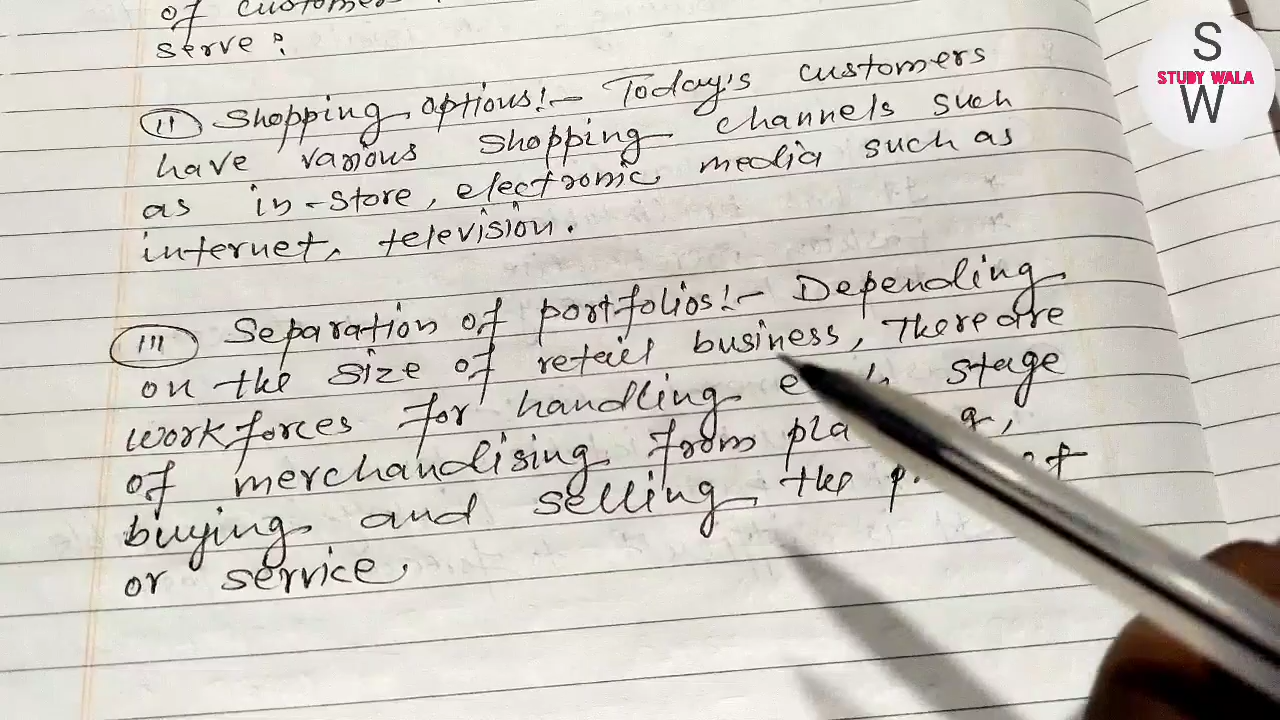 of customer
serve?
(ii) Shopping options:- Today's customers
have various shopping channels such
as in-store, electronic media such as
internet, television.
(iii) Separation of portfolios:- Depending
on the size of retail business, There are
workforces for handling stage
of merchandising from
buying and selling the
or service.
S
STUDY WALA
W